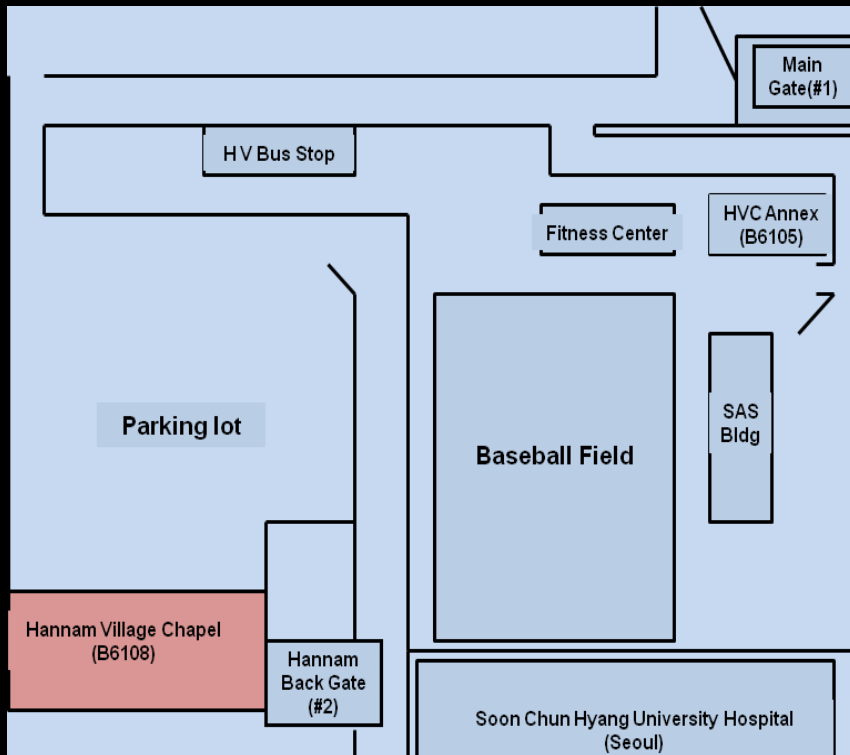 Main
Gate(#1)
H V Bus Stop
HVC Annex
(B6105)
Fitness Center
Parking lot
SAS
Bldg
Baseball Field
Hannam Village Chapel
(B6108)
Hannam
Back Gate
(#2)
Soon Chun Hyang University Hospital
(Seoul)